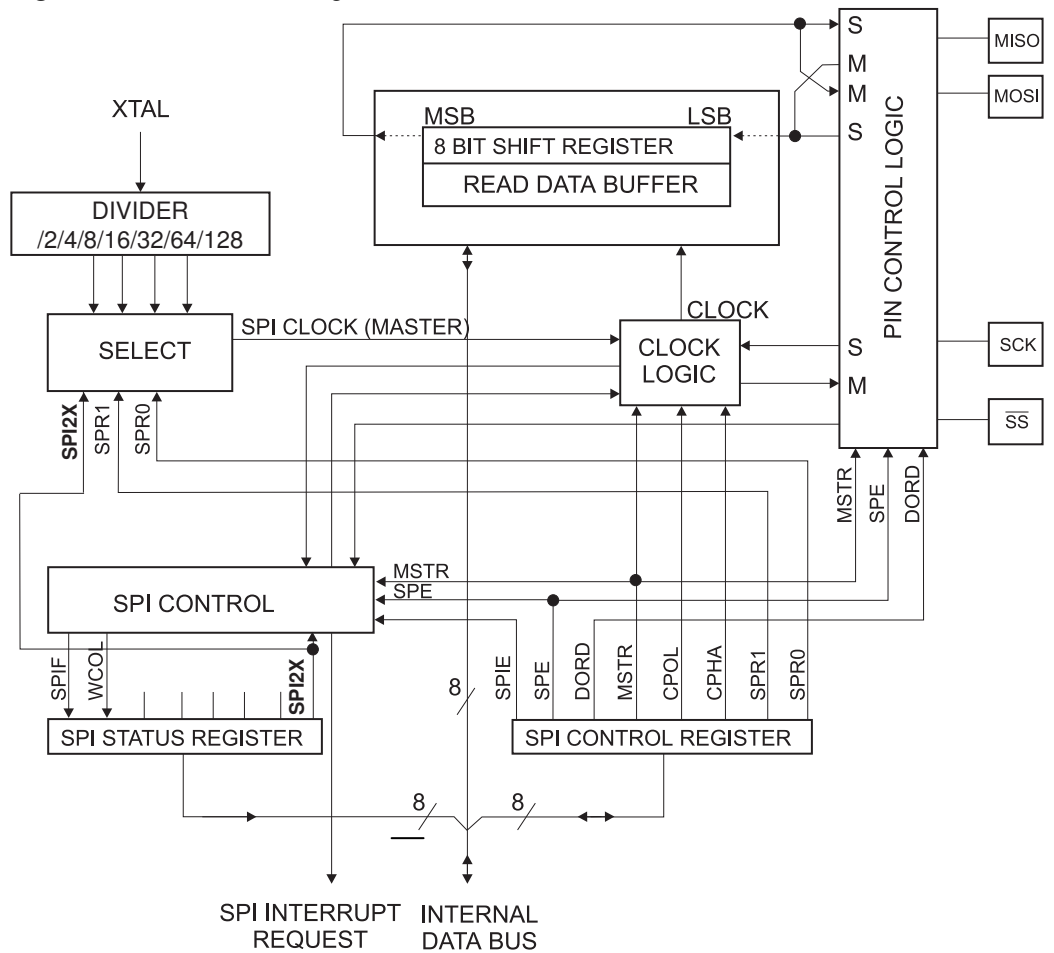 S
MISO
M
M
MOSI
XTAL
MSB
LSB
S
8 BIT SHIFT REGISTER
READ DATA BUFFER
PIN CONTROL LOGIC
DIVIDER
/2/4/8/16/32/64/128
SPI CLOCK (MASTER)
CLOCK
SELECT
CLOCK
LOGIC
S
SCK
M
SPI2X
SPR1
SPR0
SS
MSTR
SPE
DORD
MSTR
SPE
SPI CONTROL
SPIF
WCOL
SPI2X
8
SPIE
SPE
DORD
MSTR
CPOL
CPHA
SPR1
SPR0
SPI STATUS REGISTER
SPI CONTROL REGISTER
8
8
SPI INTERRUPT
REQUEST
INTERNAL
DATA BUS